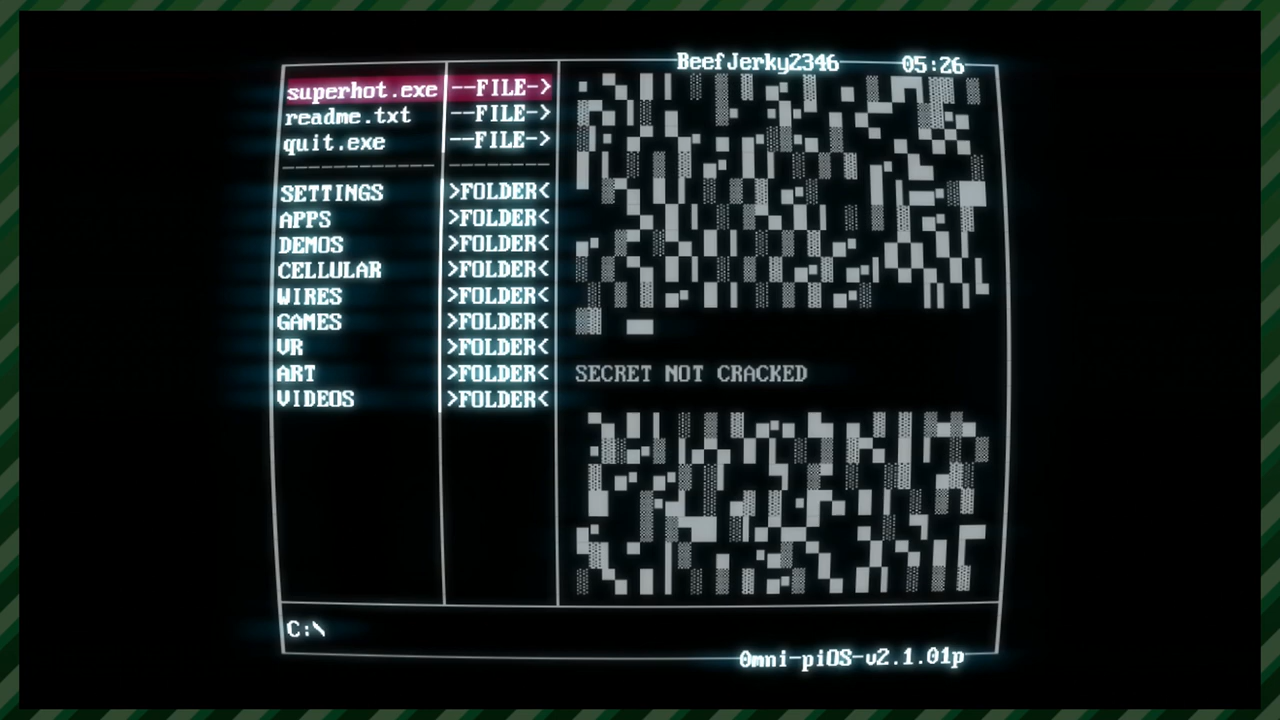 BeefJerky2346 05:26
superhot.exe --FILE->
readme.txt --FILE->
quit.exe --FILE->
SETTINGS >FOLDER<
APPS >FOLDER<
DEMOS >FOLDER<
CELLULAR >FOLDER<
WIRES >FOLDER<
GAMES >FOLDER<
VR >FOLDER<
ART >FOLDER<
VIDEOS >FOLDER<
SECRET NOT CRACKED
C:\
Omni-piOS-v2.1.01p